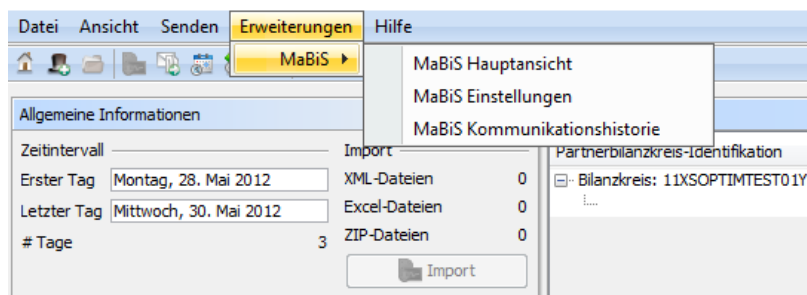 Datei Ansicht Senden Erweiterungen Hilfe
MaBiS
MaBiS Hauptansicht
MaBiS Einstellungen
MaBiS Kommunikationshistorie
Allgemeine Informationen
Zeitintervall
Erster Tag Montag, 28. Mai 2012
Letzter Tag Mittwoch, 30. Mai 2012
# Tage 3
Import
XML-Dateien 0
Excel-Dateien 0
ZIP-Dateien 0
Import
Partnerbilanzkreis-Identifikation
Bilanzkreis: 11XSOPTIMTEST01Y